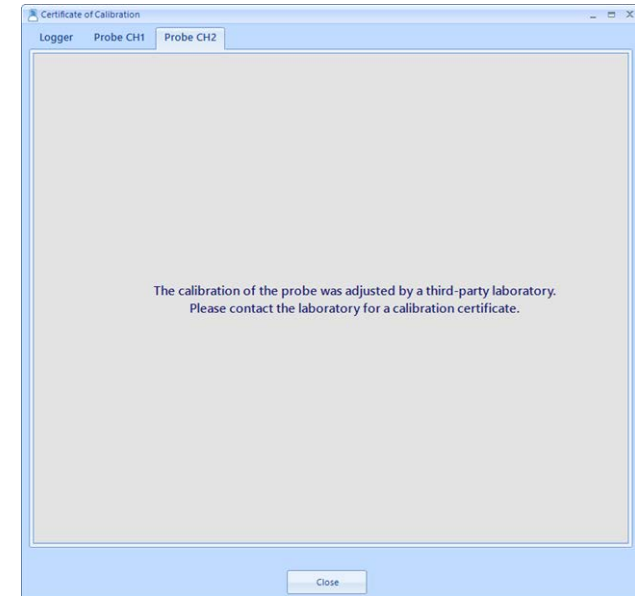 Certificate of Calibration
Logger Probe CH1 Probe CH2
The calibration of the probe was adjusted by a third-party laboratory.
Please contact the laboratory for a calibration certificate.
Close